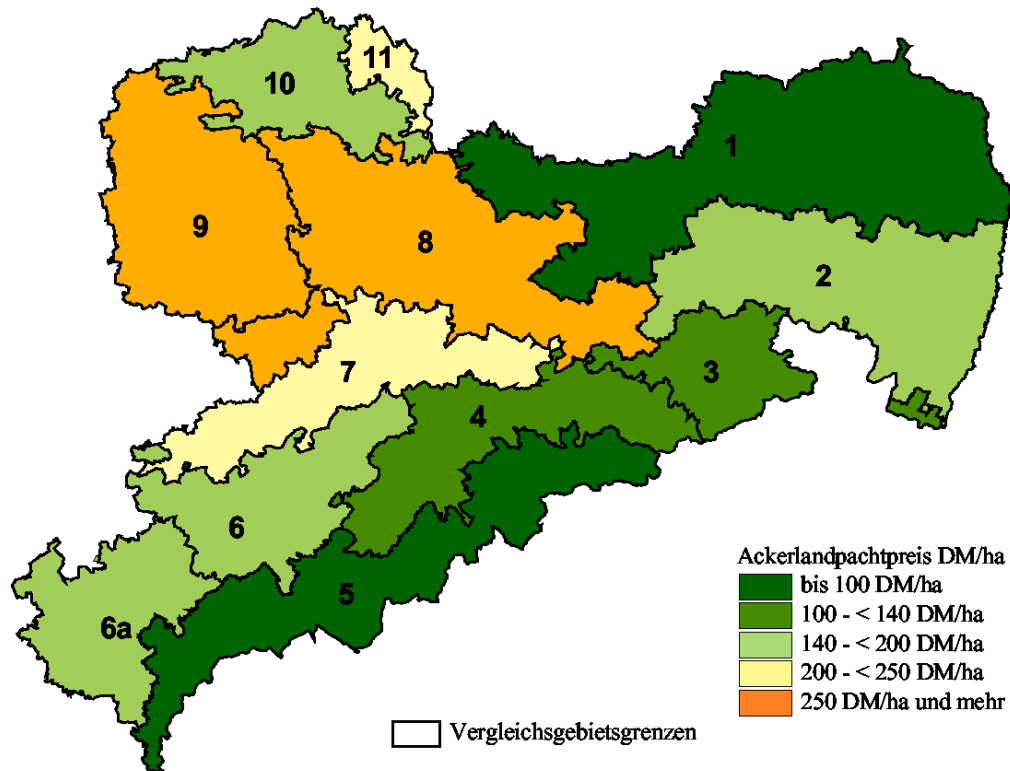 11
10
1
9
8
2
7
3
4
6
5
6a
Ackerlandpachtpreis DM/ha
bis 100 DM/ha
100 - < 140 DM/ha
140 - < 200 DM/ha
200 - < 250 DM/ha
250 DM/ha und mehr
Vergleichsgebietsgrenzen